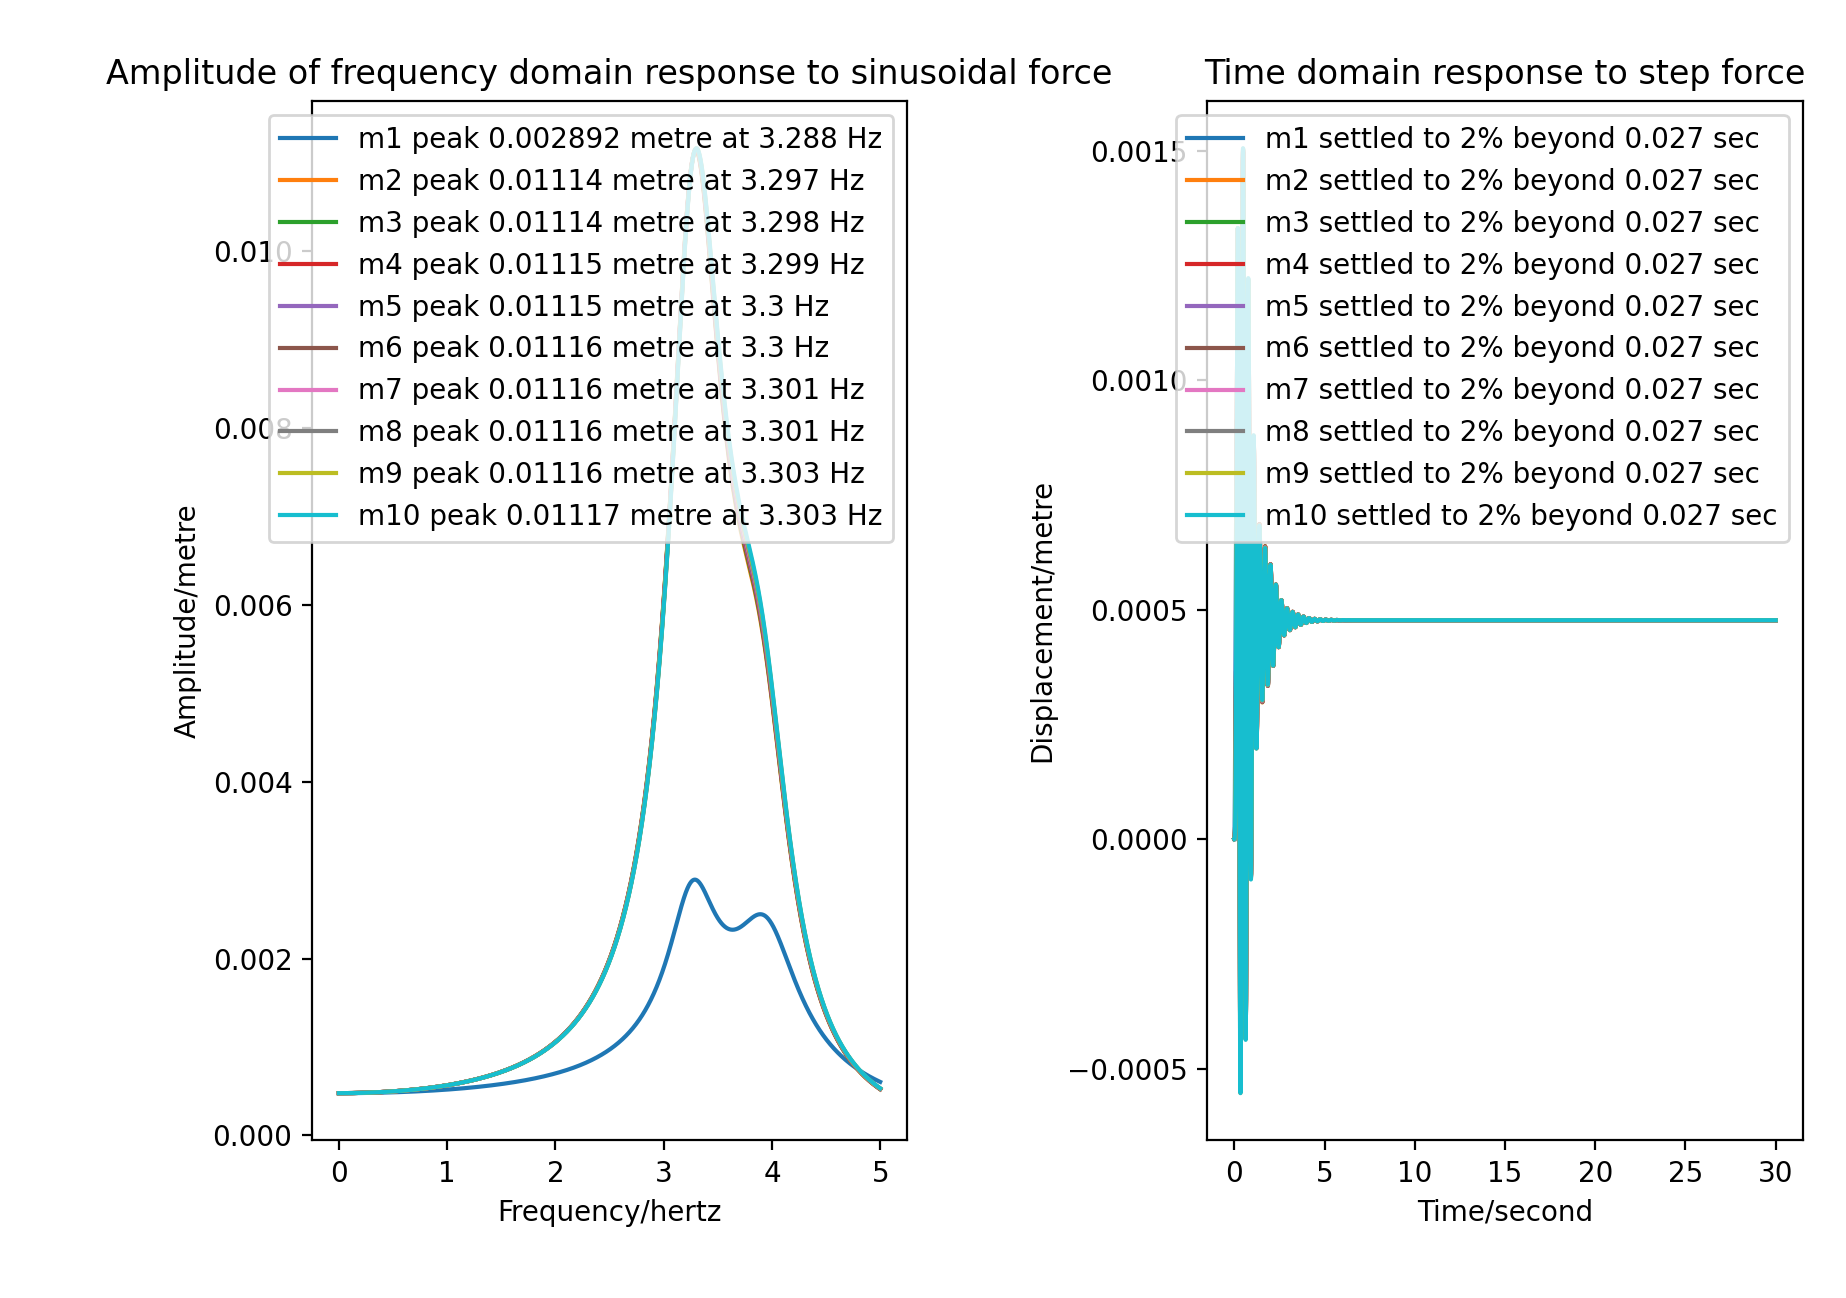 Amplitude of frequency domain response to sinusoidal force
m1 peak 0.002892 metre at 3.288 Hz
m2 peak 0.01114 metre at 3.297 Hz
m3 peak 0.01114 metre at 3.298 Hz
m4 peak 0.01115 metre at 3.299 Hz
m5 peak 0.01115 metre at 3.3 Hz
m6 peak 0.01116 metre at 3.3 Hz
m7 peak 0.01116 metre at 3.301 Hz
m8 peak 0.01116 metre at 3.301 Hz
m9 peak 0.01116 metre at 3.303 Hz
m10 peak 0.01117 metre at 3.303 Hz
0.010
0.008
0.006
0.004
0.002
0.000
Amplitude/metre
0 1 2 3 4 5
Frequency/hertz
Time domain response to step force
m1 settled to 2% beyond 0.027 sec
m2 settled to 2% beyond 0.027 sec
m3 settled to 2% beyond 0.027 sec
m4 settled to 2% beyond 0.027 sec
m5 settled to 2% beyond 0.027 sec
m6 settled to 2% beyond 0.027 sec
m7 settled to 2% beyond 0.027 sec
m8 settled to 2% beyond 0.027 sec
m9 settled to 2% beyond 0.027 sec
m10 settled to 2% beyond 0.027 sec
0.0015
0.0010
0.0005
0.0000
−0.0005
Displacement/metre
0 5 10 15 20 25 30
Time/second